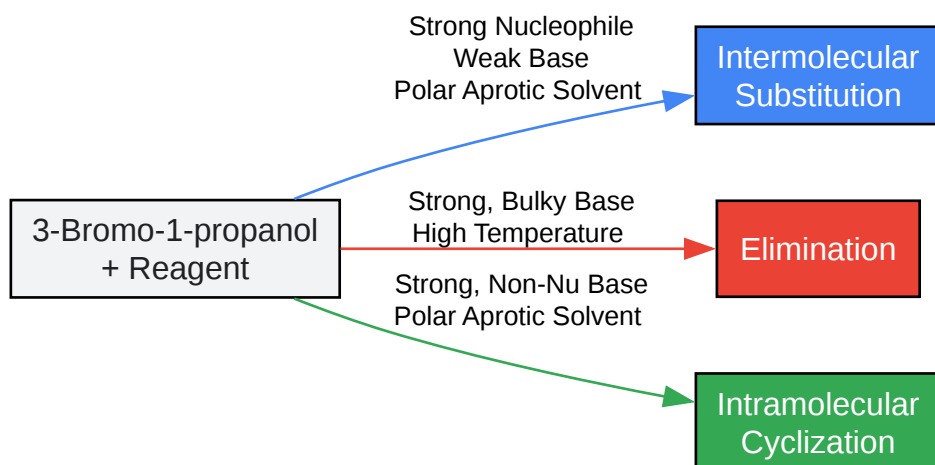 Strong Nucleophile
Weak Base
Polar Aprotic Solvent
Intermolecular
Substitution
3-Bromo-1-propanol
+ Reagent
Strong, Bulky Base
High Temperature
Elimination
Strong, Non-Nu Base
Polar Aprotic Solvent
Intramolecular
Cyclization